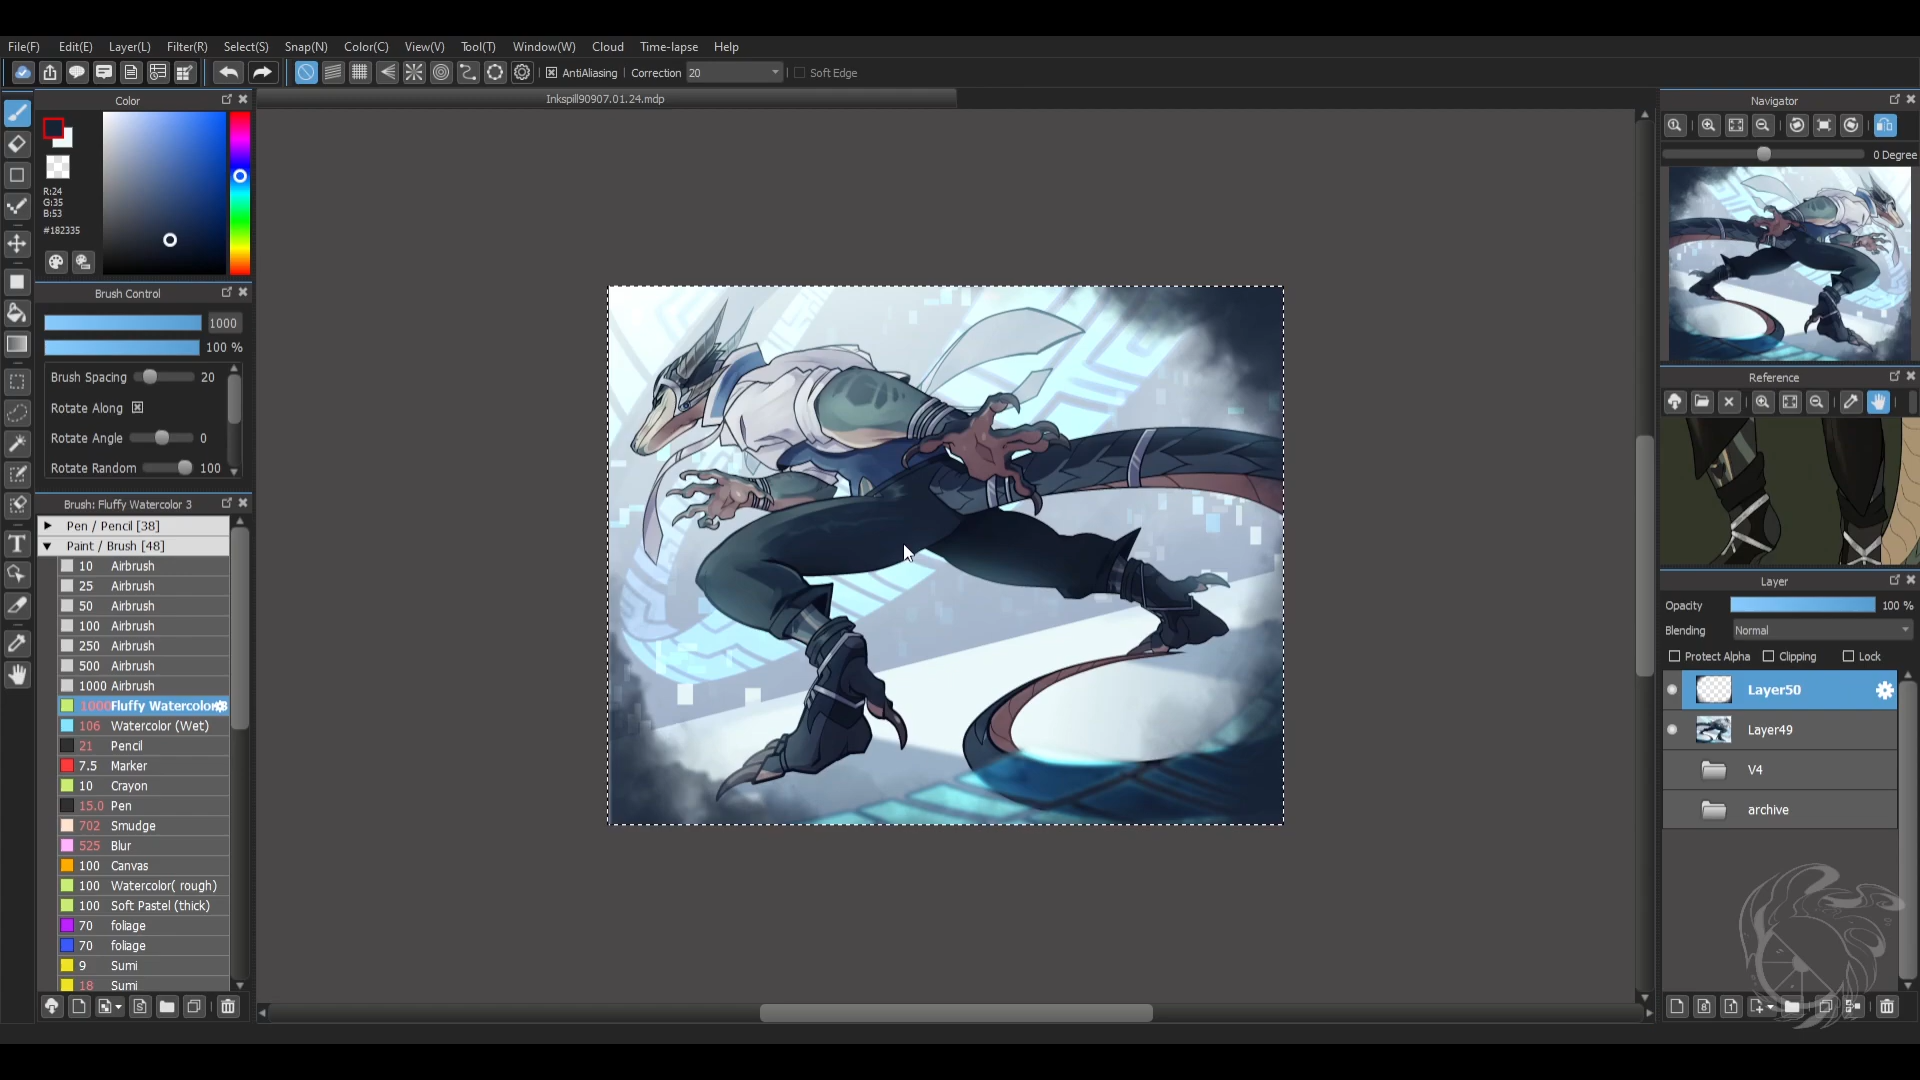 File(F) Edit(E) Layer(L) Filter(R) Select(S) Snap(N) Color(C) View(V) Tool(T) Window(W) Cloud Time-lapse Help
AntiAliasing Correction 20 Soft Edge
Color
Inkspill90907.01.24.mdp
Navigator
0 Degree
R:24
G:35
B:53
#182335
Brush Control
1000
100 %
Brush Spacing 20
Rotate Along
Rotate Angle 0
Rotate Random 100
Reference
Brush: Fluffy Watercolor 3
Pen / Pencil [38]
Paint / Brush [48]
10 Airbrush
25 Airbrush
50 Airbrush
100 Airbrush
250 Airbrush
500 Airbrush
1000 Airbrush
1000 Fluffy Watercolor 3
106 Watercolor (Wet)
21 Pencil
7.5 Marker
10 Crayon
15.0 Pen
702 Smudge
525 Blur
100 Canvas
100 Watercolor( rough)
100 Soft Pastel (thick)
70 foliage
70 foliage
9 Sumi
18 Sumi
Layer
Opacity 100 %
Blending Normal
Protect Alpha Clipping Lock
Layer50
Layer49
V4
archive